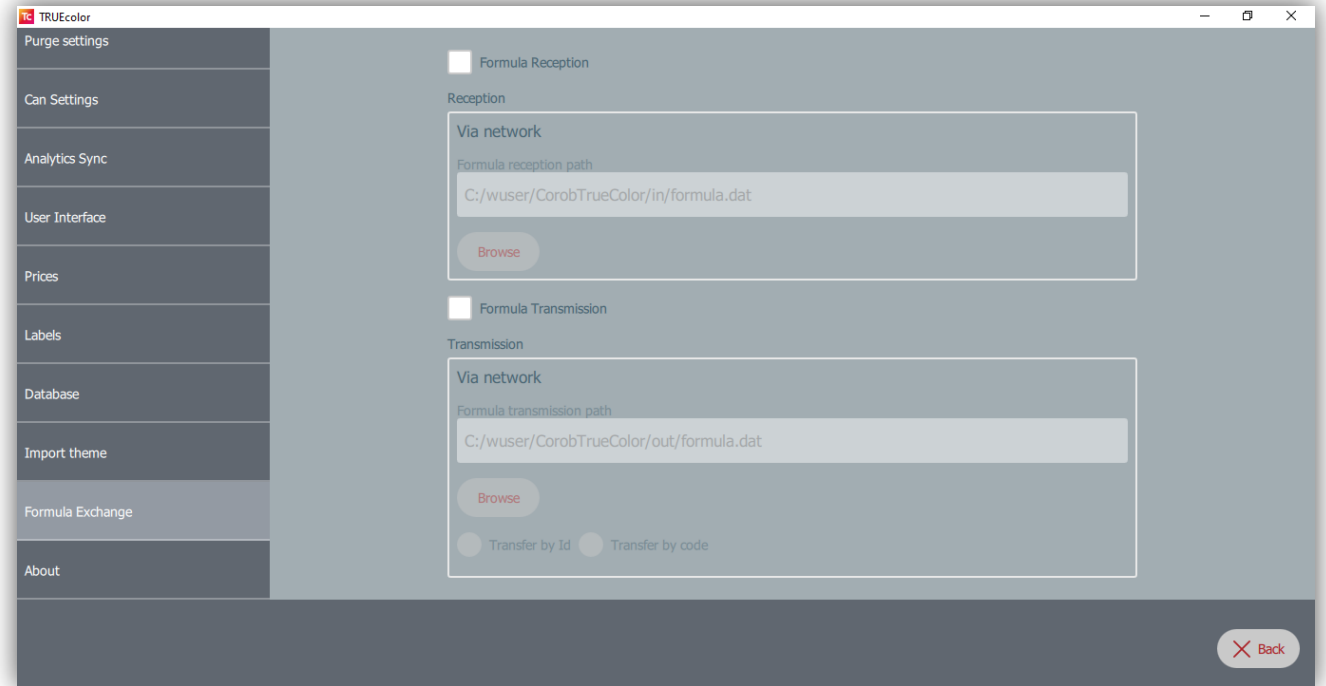 Tc TRUEcolor
Purge settings
Can Settings
Analytics Sync
User Interface
Prices
Labels
Database
Import theme
Formula Exchange
About
Formula Reception
Reception
Via network
Formula reception path
C:/wuser/CorobTrueColor/in/formula.dat
Browse
Formula Transmission
Transmission
Via network
Formula transmission path
C:/wuser/CorobTrueColor/out/formula.dat
Browse
Transfer by Id Transfer by code
Back